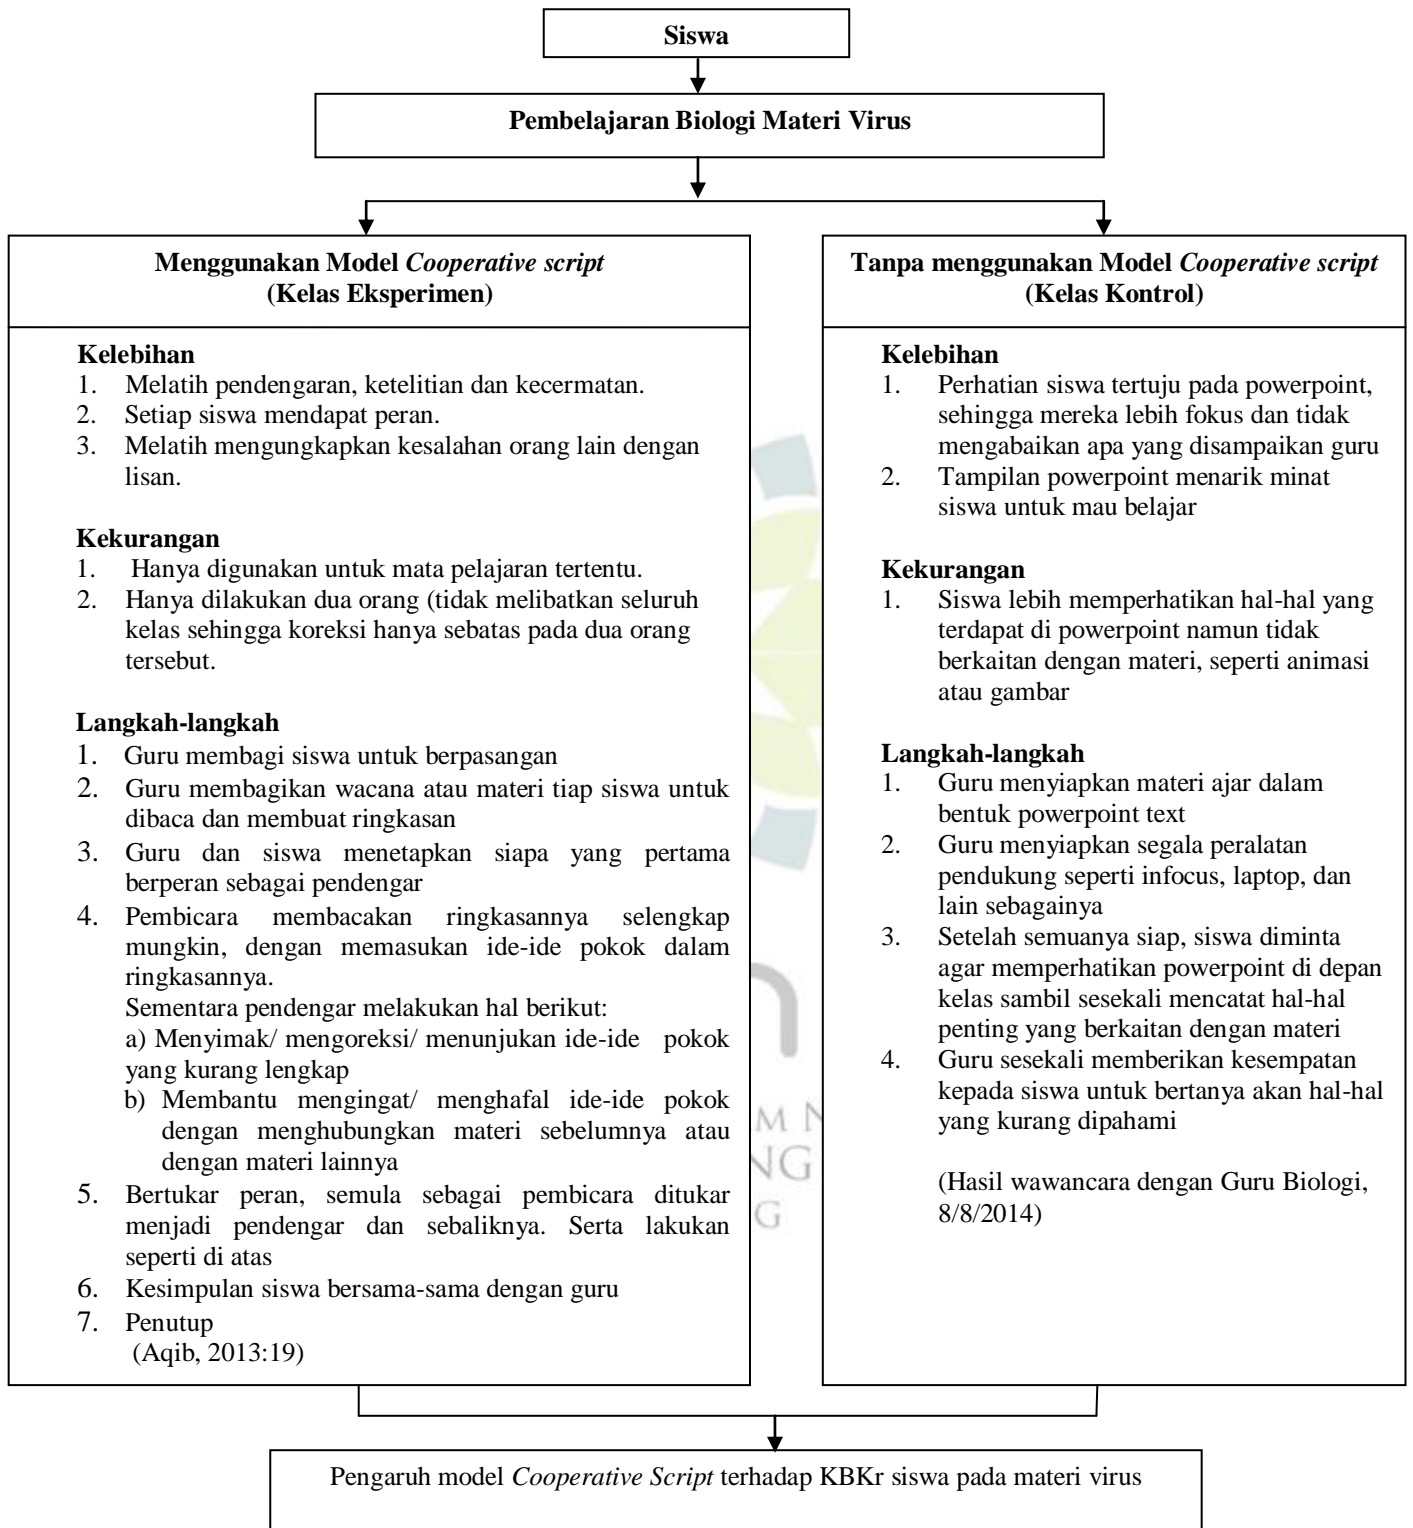 Siswa
Pembelajaran Biologi Materi Virus
Menggunakan Model Cooperative script
(Kelas Eksperimen)
Kelebihan
1. Melatih pendengaran, ketelitian dan kecermatan.
2. Setiap siswa mendapat peran.
3. Melatih mengungkapkan kesalahan orang lain dengan
lisan.
Kekurangan
1. Hanya digunakan untuk mata pelajaran tertentu.
2. Hanya dilakukan dua orang (tidak melibatkan seluruh
kelas sehingga koreksi hanya sebatas pada dua orang
tersebut.
Langkah-langkah
1. Guru membagi siswa untuk berpasangan
2. Guru membagikan wacana atau materi tiap siswa untuk
dibaca dan membuat ringkasan
3. Guru dan siswa menetapkan siapa yang pertama
berperan sebagai pendengar
4. Pembicara membacakan ringkasannya selengkap
mungkin, dengan memasukan ide-ide pokok dalam
ringkasannya.
Sementara pendengar melakukan hal berikut:
a) Menyimak/ mengoreksi/ menunjukan ide-ide pokok
yang kurang lengkap
b) Membantu mengingat/ menghafal ide-ide pokok
dengan menghubungkan materi sebelumnya atau
dengan materi lainnya
5. Bertukar peran, semula sebagai pembicara ditukar
menjadi pendengar dan sebaliknya. Serta lakukan
seperti di atas
6. Kesimpulan siswa bersama-sama dengan guru
7. Penutup
(Aqib, 2013:19)
Tanpa menggunakan Model Cooperative script
(Kelas Kontrol)
Kelebihan
1. Perhatian siswa tertuju pada powerpoint,
sehingga mereka lebih fokus dan tidak
mengabaikan apa yang disampaikan guru
2. Tampilan powerpoint menarik minat
siswa untuk mau belajar
Kekurangan
1. Siswa lebih memperhatikan hal-hal yang
terdapat di powerpoint namun tidak
berkaitan dengan materi, seperti animasi
atau gambar
Langkah-langkah
1. Guru menyiapkan materi ajar dalam
bentuk powerpoint text
2. Guru menyiapkan segala peralatan
pendukung seperti infocus, laptop, dan
lain sebagainya
3. Setelah semuanya siap, siswa diminta
agar memperhatikan powerpoint di depan
kelas sambil sesekali mencatat hal-hal
penting yang berkaitan dengan materi
4. Guru sesekali memberikan kesempatan
kepada siswa untuk bertanya akan hal-hal
yang kurang dipahami
(Hasil wawancara dengan Guru Biologi,
8/8/2014)
Pengaruh model Cooperative Script terhadap KBKr siswa pada materi virus